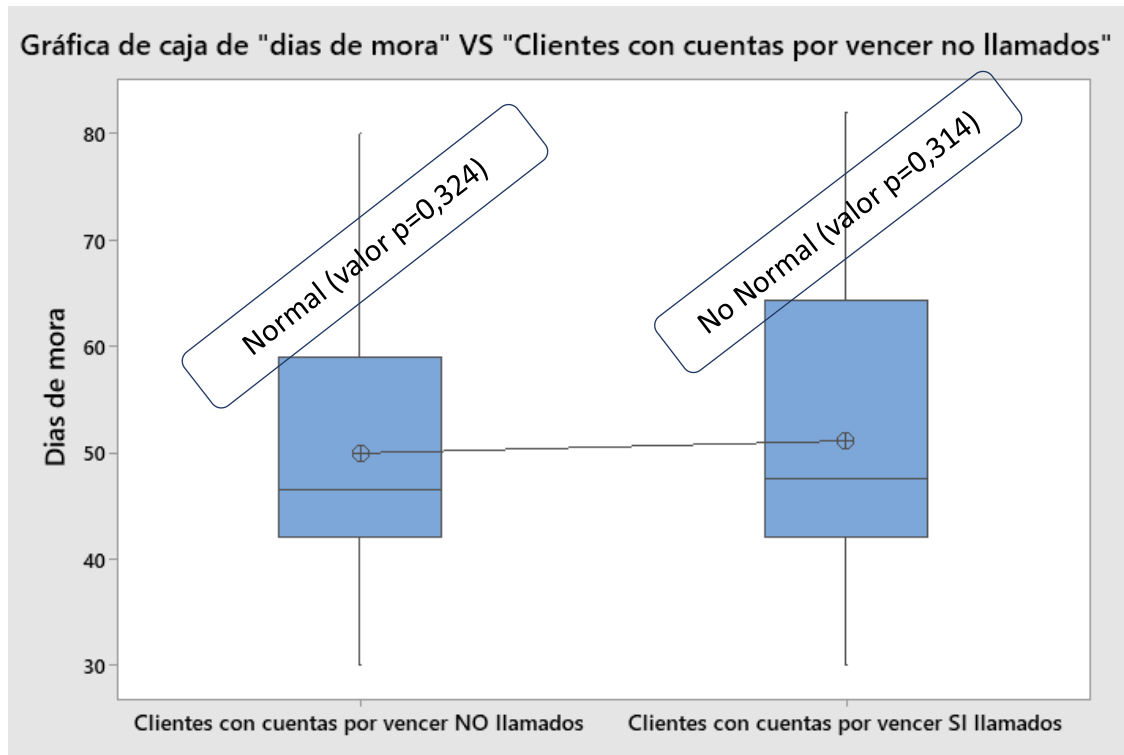 Gráfica de caja de "dias de mora" VS "Clientes con cuentas por vencer no llamados"
Dias de mora
80
70
60
50
40
30
Normal (valor p=0,324)
No Normal (valor p=0,314)
Clientes con cuentas por vencer NO llamados
Clientes con cuentas por vencer SI llamados